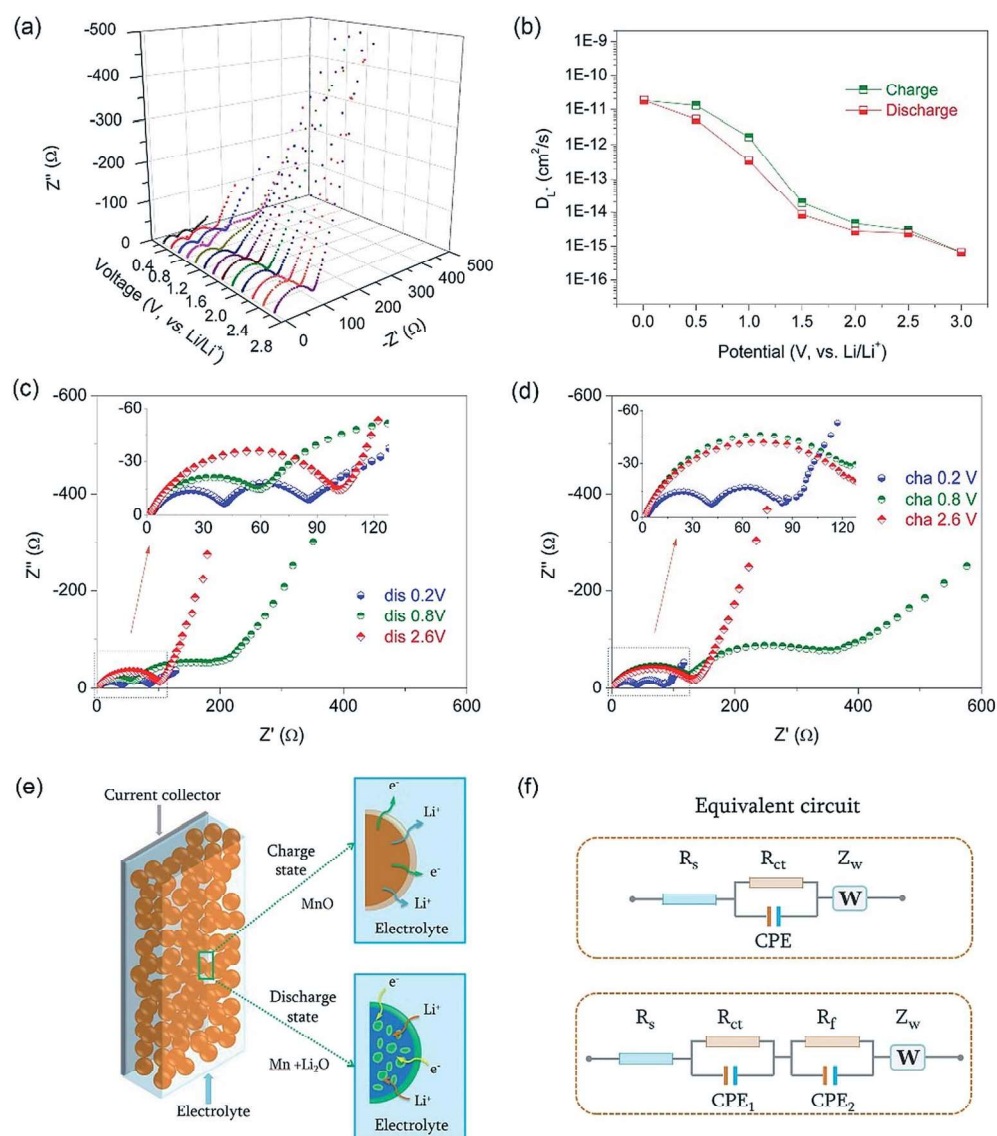 (a)
-500
-400
-300
-200
-100
0
Z'' (Ω)
0.4
0.8
1.2
1.6
2.0
2.4
2.8
Voltage (V, vs. Li/Li⁺)
0
100
200
300
400
500
-Z' (Ω)
(b)
1E-9
1E-10
1E-11
1E-12
1E-13
1E-14
1E-15
1E-16
D_L⁺ (cm²/s)
Charge
Discharge
0.0 0.5 1.0 1.5 2.0 2.5 3.0
Potential (V, vs. Li/Li⁺)
(c)
-600
-400
-200
0
Z'' (Ω)
-60
-30
0
0 30 60 90 120
dis 0.2V
dis 0.8V
dis 2.6V
0 200 400 600
Z' (Ω)
(d)
-600
-400
-200
0
Z'' (Ω)
-60
-30
0
0 30 60 90 120
cha 0.2 V
cha 0.8 V
cha 2.6 V
0 200 400 600
Z' (Ω)
(e)
Current collector
Charge
state
MnO
Discharge
state
Mn +Li₂O
Electrolyte
e⁻
Li⁺
e⁻
Li⁺
Electrolyte
e⁻
Li⁺
e⁻
Li⁺
Electrolyte
(f)
Equivalent circuit
R_s R_ct Z_w
W
CPE
R_s R_ct R_f Z_w
W
CPE₁ CPE₂